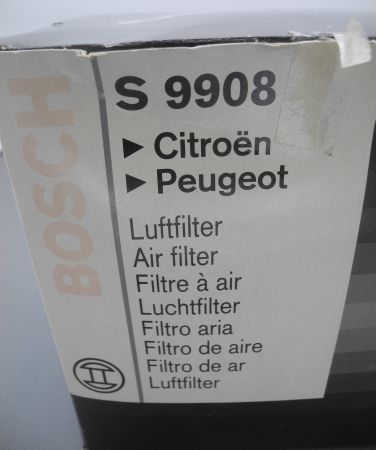 BOSCH
S 9908
► Citroën
► Peugeot
Luftfilter
Air filter
Filtre à air
Luchtfilter
Filtro aria
Filtro de aire
Filtro de ar
Luftfilter